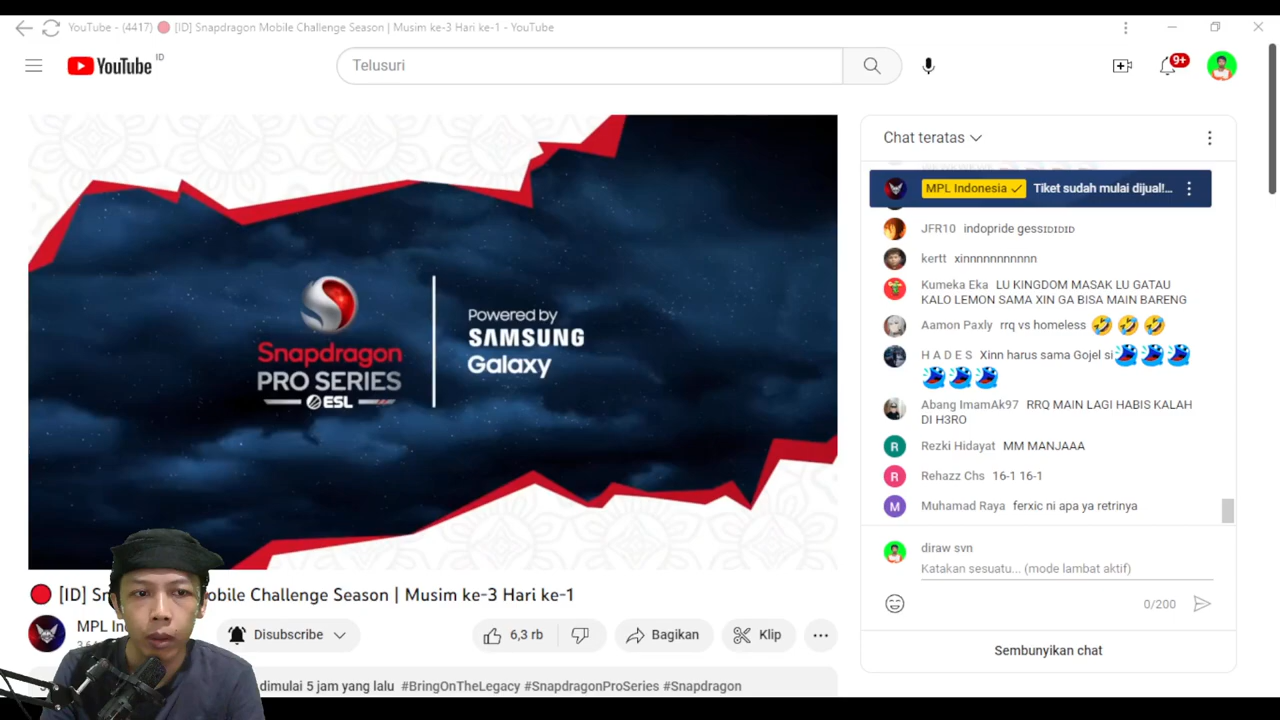 YouTube - (4417) 🔴 [ID] Snapdragon Mobile Challenge Season | Musim ke-3 Hari ke-1 - YouTube
YouTube ID
Telusuri
9+
Snapdragon
PRO SERIES
ESL
Powered by
SAMSUNG
Galaxy
Chat teratas
MPL Indonesia ✓ Tiket sudah mulai dijual!...
JFR10 indopride gessɪᴅɪᴅɪᴅ
kertt xinnnnnnnnnn
Kumeka Eka LU KINGDOM MASAK LU GATAU
KALO LEMON SAMA XIN GA BISA MAIN BARENG
Aamon Paxly rrq vs homeless 🤣 🤣 🤣
H A D E S Xinn harus sama Gojel si
Abang ImamAk97 RRQ MAIN LAGI HABIS KALAH
DI H3RO
R Rezki Hidayat MM MANJAAA
R Rehazz Chs 16-1 16-1
M Muhamad Raya ferxic ni apa ya retrinya
diraw svn
Katakan sesuatu... (mode lambat aktif)
0/200
Sembunyikan chat
🔴 [ID] Sn obile Challenge Season | Musim ke-3 Hari ke-1
MPL In
Disubscribe
6,3 rb
Bagikan
Klip
dimulai 5 jam yang lalu #BringOnTheLegacy #SnapdragonProSeries #Snapdragon